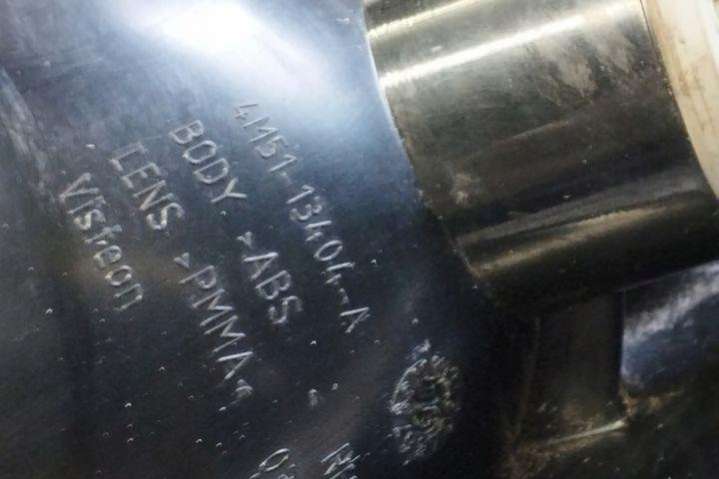 4M51-13404-A
BODY >ABS
LENS >PMMA<
Visteon